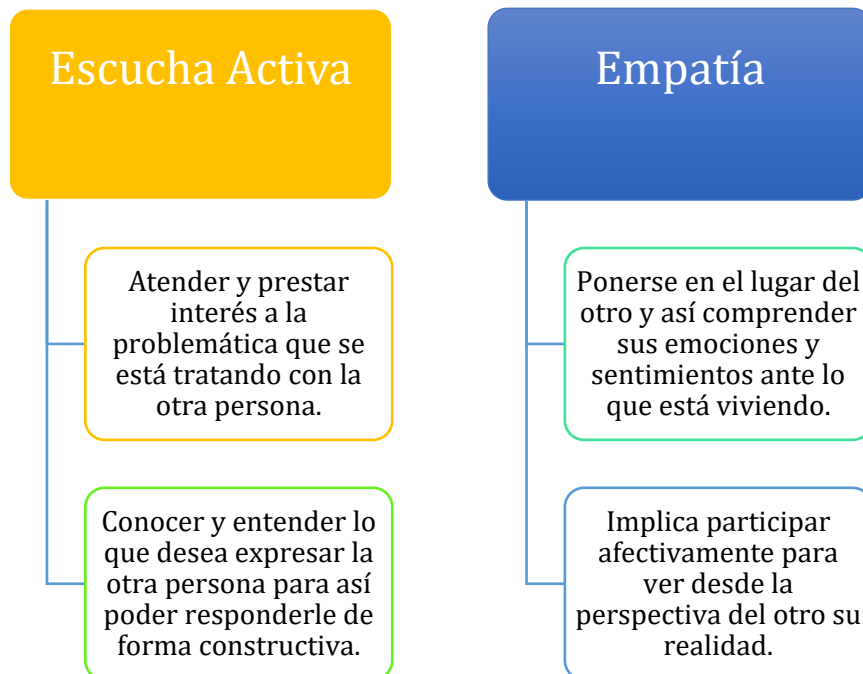 Escucha Activa
Atender y prestar
interés a la
problemática que se
está tratando con la
otra persona.
Conocer y entender lo
que desea expresar la
otra persona para así
poder responderle de
forma constructiva.
Empatía
Ponerse en el lugar del
otro y así comprender
sus emociones y
sentimientos ante lo
que está viviendo.
Implica participar
afectivamente para
ver desde la
perspectiva del otro su
realidad.